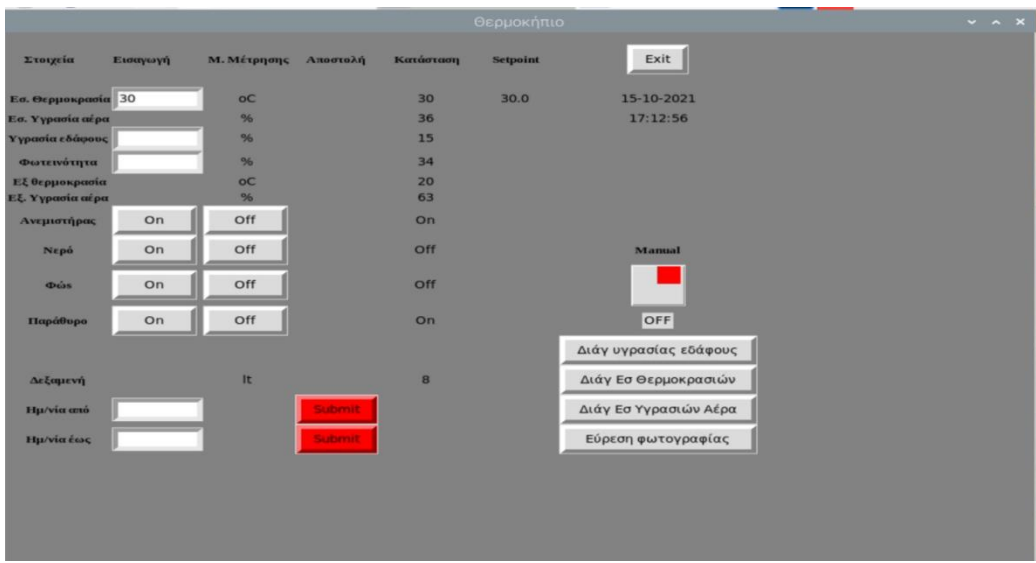 Θερμοκήπιο
Στοιχεία Εισαγωγή Μ. Μέτρησης Αποστολή Κατάσταση Setpoint Exit
Εσ. Θερμοκρασία 30 oC 30 30.0 15-10-2021
Εσ. Υγρασία αέρα % 36 17:12:56
Υγρασία εδάφους % 15
Φωτεινότητα % 34
Εξ θερμοκρασία oC 20
Εξ. Υγρασία αέρα % 63
Ανεμιστήρας On Off On
Νερό On Off Off Manual
Φώs On Off Off
Παράθυρο On Off On OFF
Διάγ υγρασίας εδάφους
Δεξαμενή lt 8 Διάγ Εσ Θερμοκρασιών
Ημ/νία από Submit Διάγ Εσ Υγρασιών Αέρα
Ημ/νία έως Submit Εύρεση φωτογραφίας